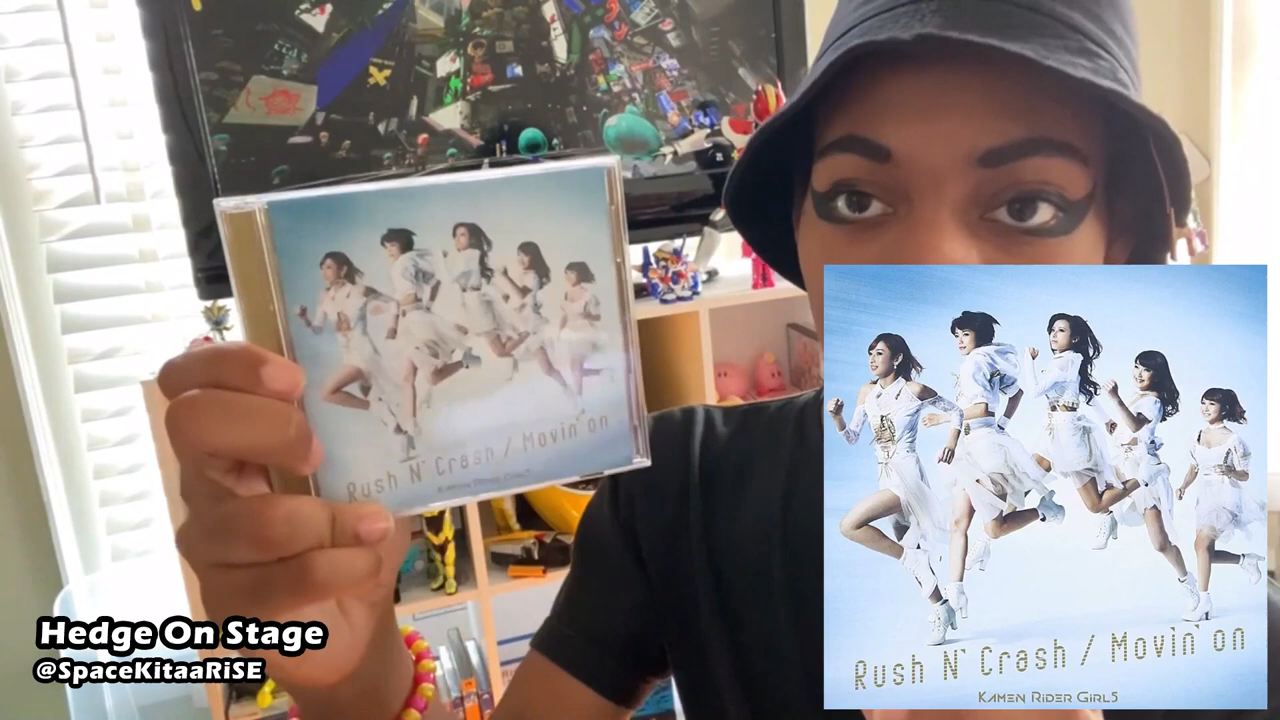 Rush N' Crash / Movin' on
Kamen Rider Girls
Hedge On Stage
@SpaceKitaaRiSE
Rush N' Crash / Movin' on
KAMEN RIDER GIRLS